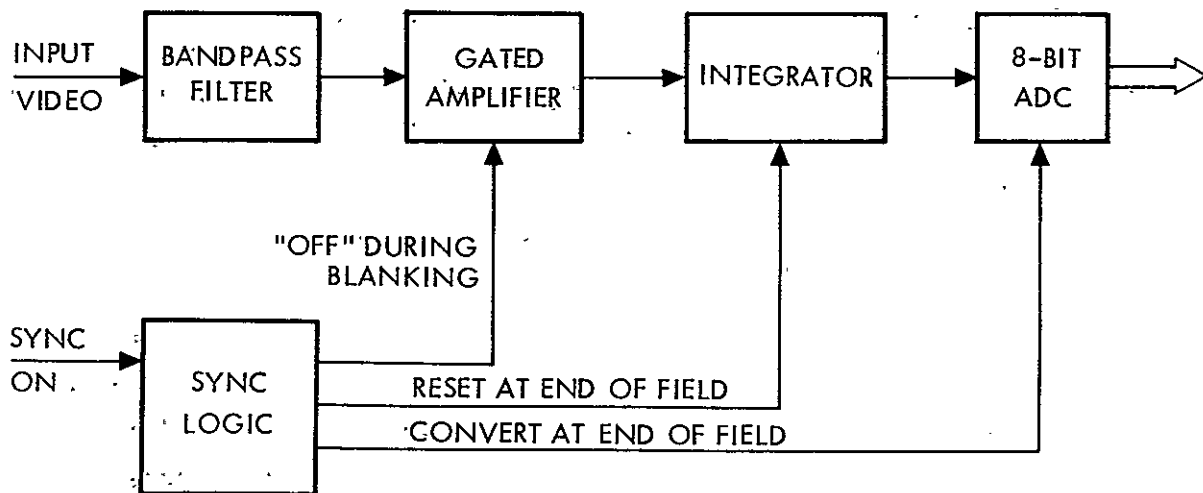 INPUT
VIDEO
BANDPASS
FILTER
GATED
AMPLIFIER
INTEGRATOR
8-BIT
ADC
"OFF" DURING
BLANKING
SYNC
ON
SYNC
LOGIC
RESET AT END OF FIELD
CONVERT AT END OF FIELD